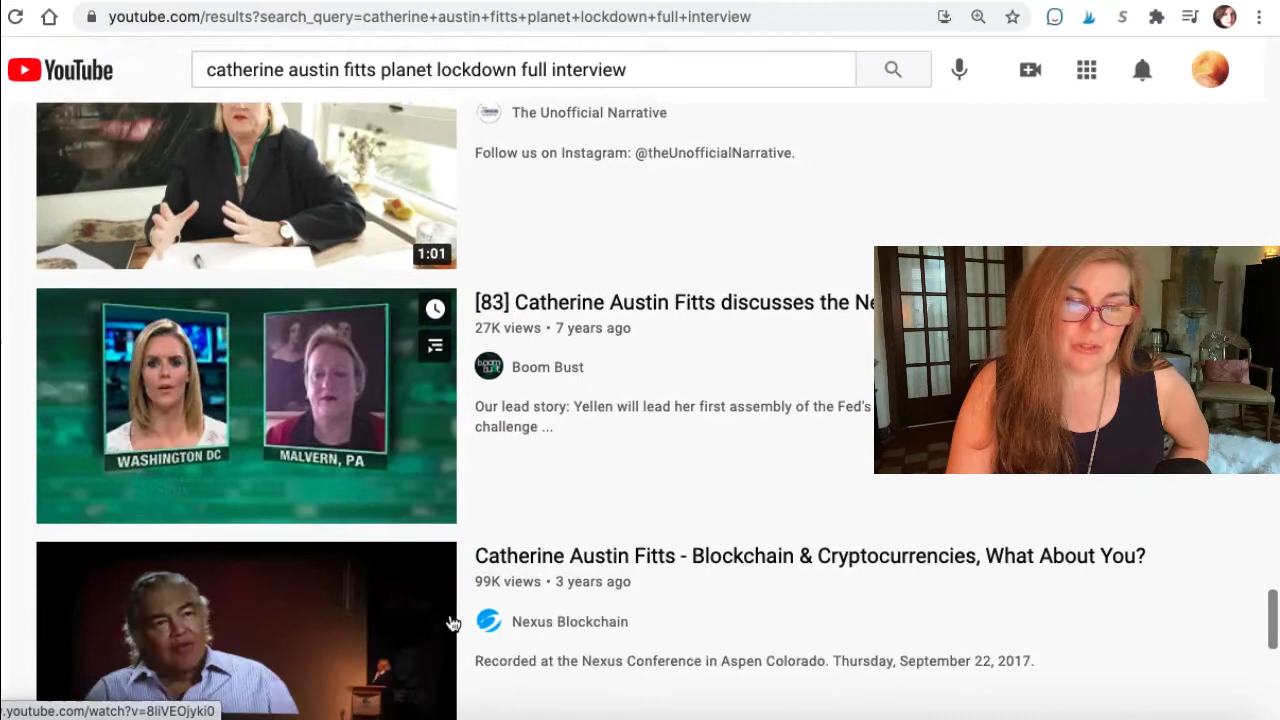 youtube.com/results?search_query=catherine+austin+fitts+planet+lockdown+full+interview
YouTube
catherine austin fitts planet lockdown full interview
The Unofficial Narrative
Follow us on Instagram: @theUnofficialNarrative.
1:01
[83] Catherine Austin Fitts discusses the Ne
27K views • 7 years ago
boom bust
Boom Bust
Our lead story: Yellen will lead her first assembly of the Fed's
challenge ...
WASHINGTON DC
MALVERN, PA
Catherine Austin Fitts - Blockchain & Cryptocurrencies, What About You?
99K views • 3 years ago
Nexus Blockchain
Recorded at the Nexus Conference in Aspen Colorado. Thursday, September 22, 2017.
.youtube.com/watch?v=8liVEOjyki0